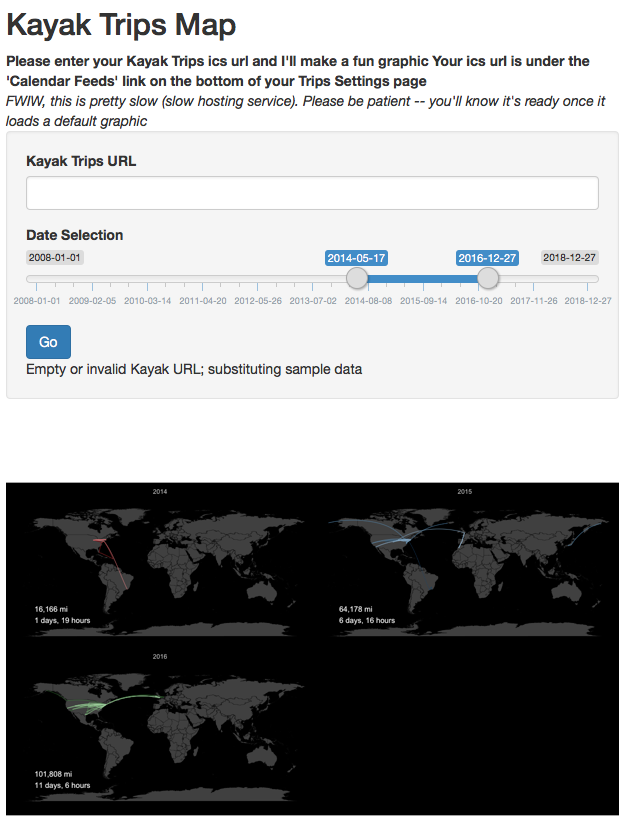 Kayak Trips Map
Please enter your Kayak Trips ics url and I'll make a fun graphic Your ics url is under the
'Calendar Feeds' link on the bottom of your Trips Settings page
FWIW, this is pretty slow (slow hosting service). Please be patient -- you'll know it's ready once it
loads a default graphic
Kayak Trips URL
Date Selection
2008-01-01 2014-05-17 2016-12-27 2018-12-27
2008-01-01 2009-02-05 2010-03-14 2011-04-20 2012-05-26 2013-07-02 2014-08-08 2015-09-14 2016-10-20 2017-11-26 2018-12-27
Go
Empty or invalid Kayak URL; substituting sample data
2014 2015
16,166 mi 64,178 mi
1 days, 19 hours 6 days, 16 hours
2016
101,808 mi
11 days, 6 hours